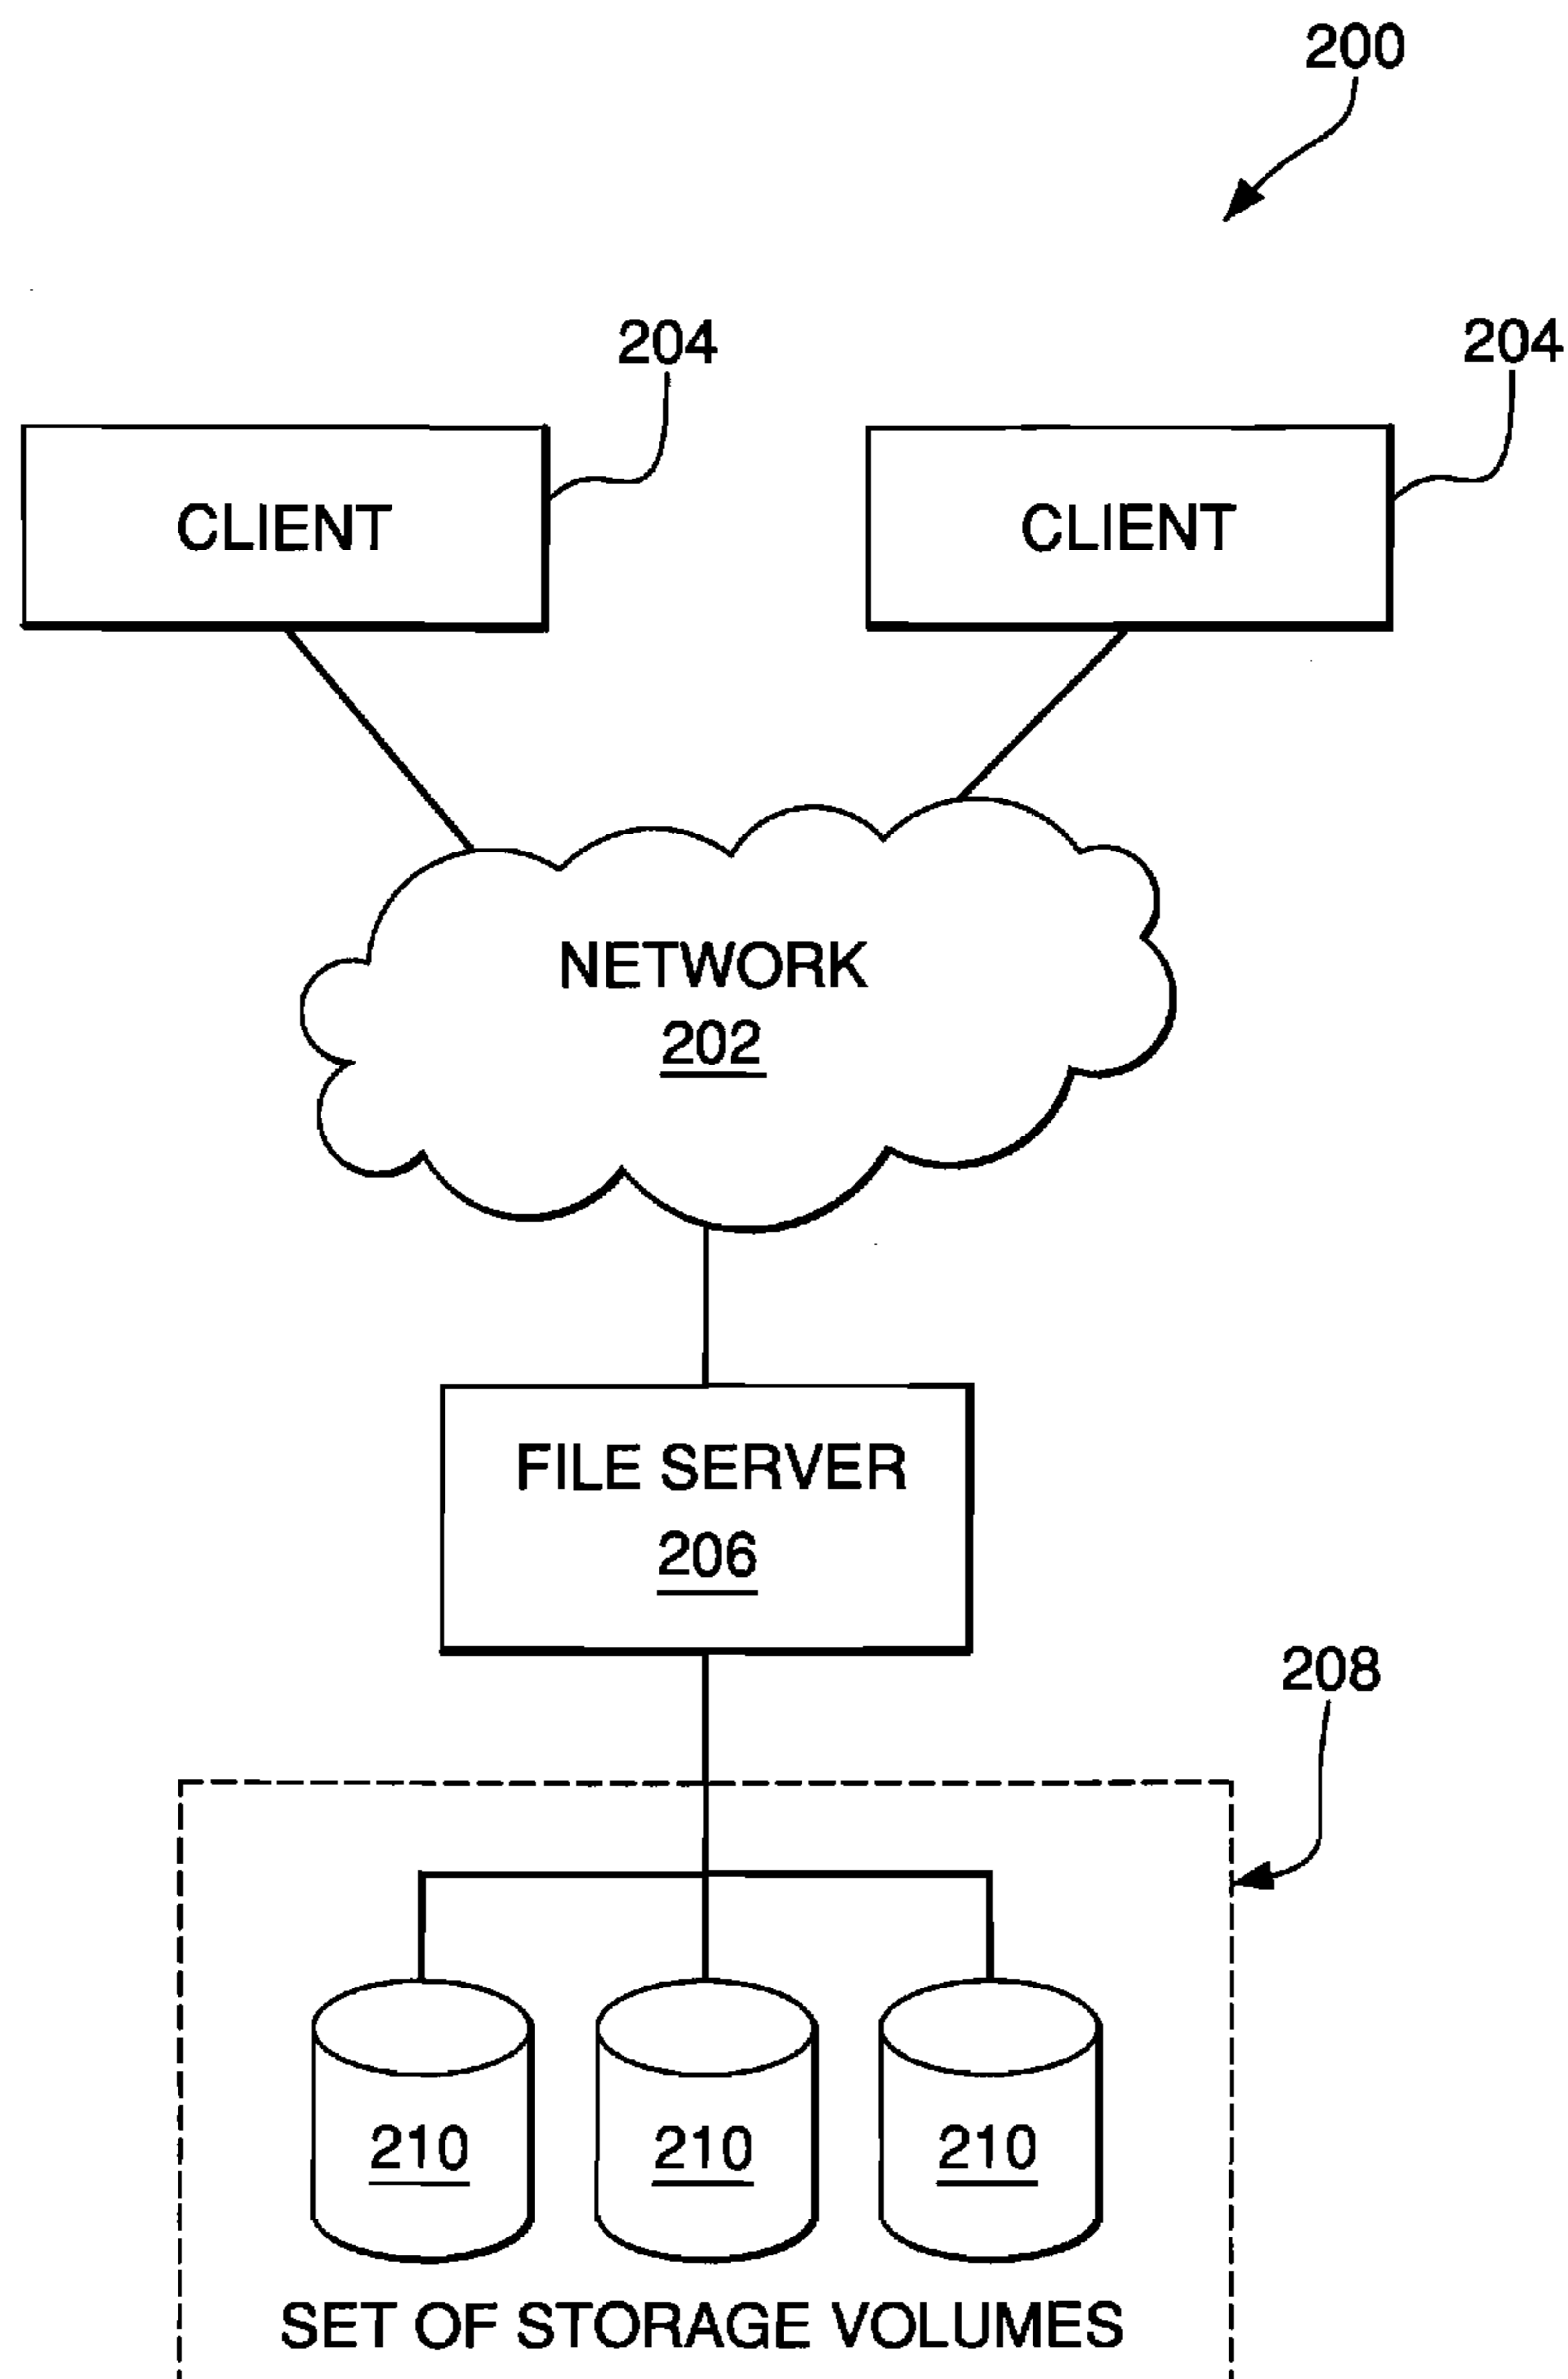 200
204
204
CLIENT
CLIENT
NETWORK
202
FILE SERVER
206
208
210
210
210
SET OF STORAGE VOLUMES